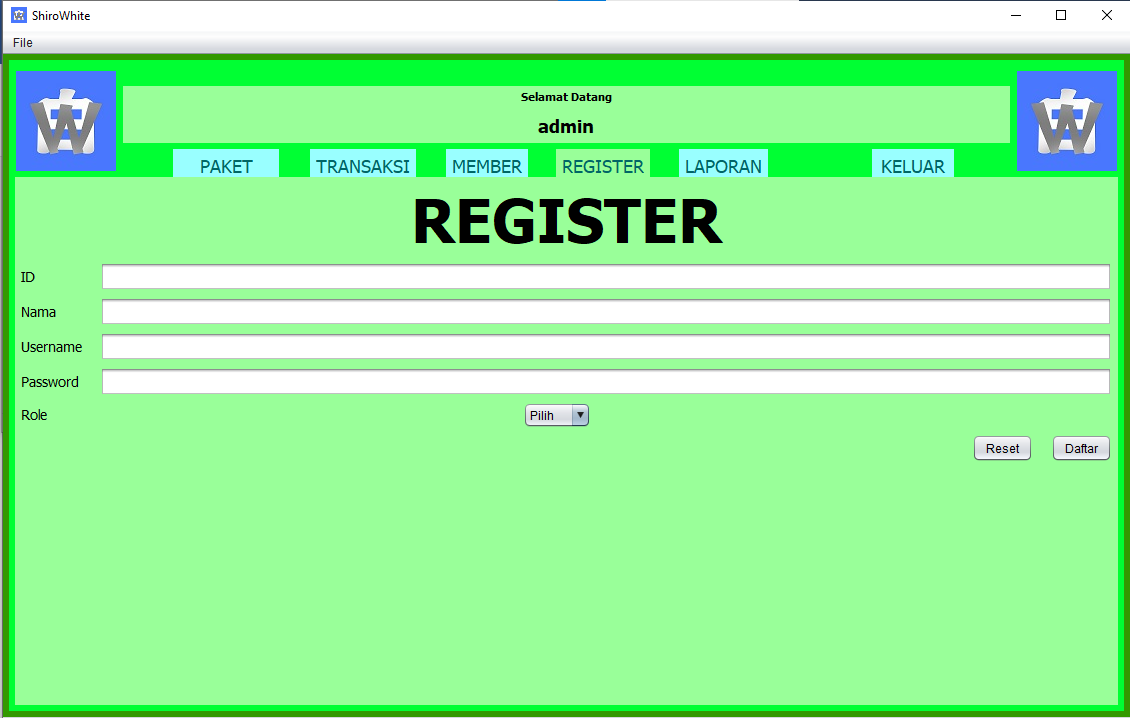 ShiroWhite
File
Selamat Datang
admin
PAKET TRANSAKSI MEMBER REGISTER LAPORAN KELUAR
REGISTER
ID
Nama
Username
Password
Role Pilih
Reset Daftar